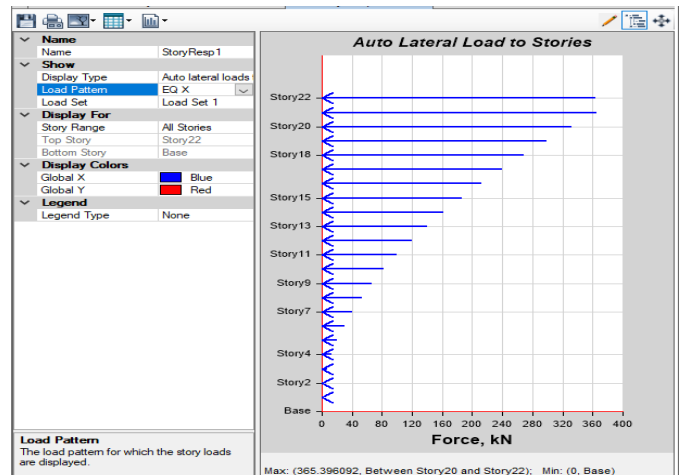 Name
Name StoryResp1
Show
Display Type Auto lateral loads
Load Pattern EQ X
Load Set Load Set 1
Display For
Story Range All Stories
Top Story Story22
Bottom Story Base
Display Colors
Global X Blue
Global Y Red
Legend
Legend Type None
Load Pattern
The load pattern for which the story loads
are displayed.
Auto Lateral Load to Stories
Story22
Story20
Story18
Story15
Story13
Story11
Story9
Story7
Story4
Story2
Base
0 40 80 120 160 200 240 280 320 360 400
Force, kN
Max: (365.396092, Between Story20 and Story22); Min: (0, Base)